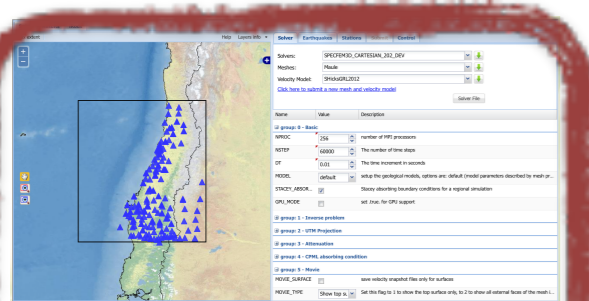 Help Layers info
Solver Earthquakes Stations Control
Solvers: SPECFEM3D_CARTESIAN_202_DEV
Meshes: Maule
Velocity Model: SHicksGRL2012
Click here to submit a new mesh and velocity model
Solver File
Name Value Description
group: 0 - Basic
NPROC 256 number of MPI processors
NSTEP 60000 The number of time steps
DT 0.01 The time increment in seconds
MODEL default setup the geological models, options are: default (model parameters described by mesh pr...
STACEY_ABSOR... Stacey absorbing boundary conditions for a regional simulation
GPU_MODE set .true. for GPU support
group: 1 - Inverse problem
group: 2 - UTM Projection
group: 3 - Attenuation
group: 4 - CPML absorbing condition
group: 5 - Movie
MOVIE_SURFACE save velocity snapshot files only for surfaces
MOVIE_TYPE Show top su Set this flag to 1 to show the top surface only, to 2 to show all external faces of the mesh i...